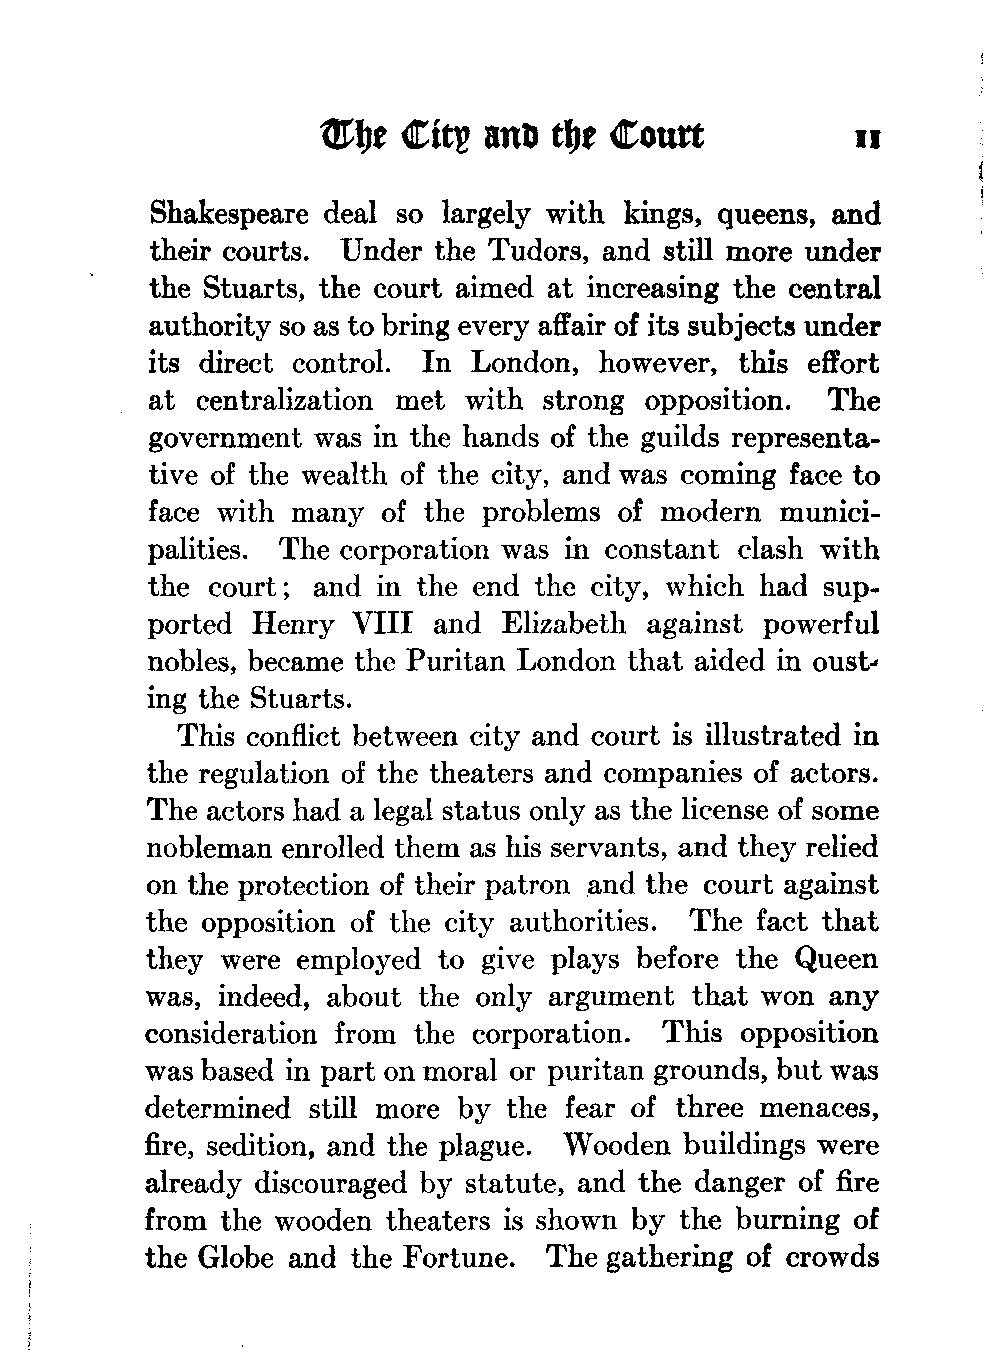 The City and the Court 11
Shakespeare deal so largely with kings, queens, and
their courts. Under the Tudors, and still more under
the Stuarts, the court aimed at increasing the central
authority so as to bring every affair of its subjects under
its direct control. In London, however, this effort
at centralization met with strong opposition. The
government was in the hands of the guilds representa-
tive of the wealth of the city, and was coming face to
face with many of the problems of modern munici-
palities. The corporation was in constant clash with
the court; and in the end the city, which had sup-
ported Henry VIII and Elizabeth against powerful
nobles, became the Puritan London that aided in oust-
ing the Stuarts.
This conflict between city and court is illustrated in
the regulation of the theaters and companies of actors.
The actors had a legal status only as the license of some
nobleman enrolled them as his servants, and they relied
on the protection of their patron and the court against
the opposition of the city authorities. The fact that
they were employed to give plays before the Queen
was, indeed, about the only argument that won any
consideration from the corporation. This opposition
was based in part on moral or puritan grounds, but was
determined still more by the fear of three menaces,
fire, sedition, and the plague. Wooden buildings were
already discouraged by statute, and the danger of fire
from the wooden theaters is shown by the burning of
the Globe and the Fortune. The gathering of crowds